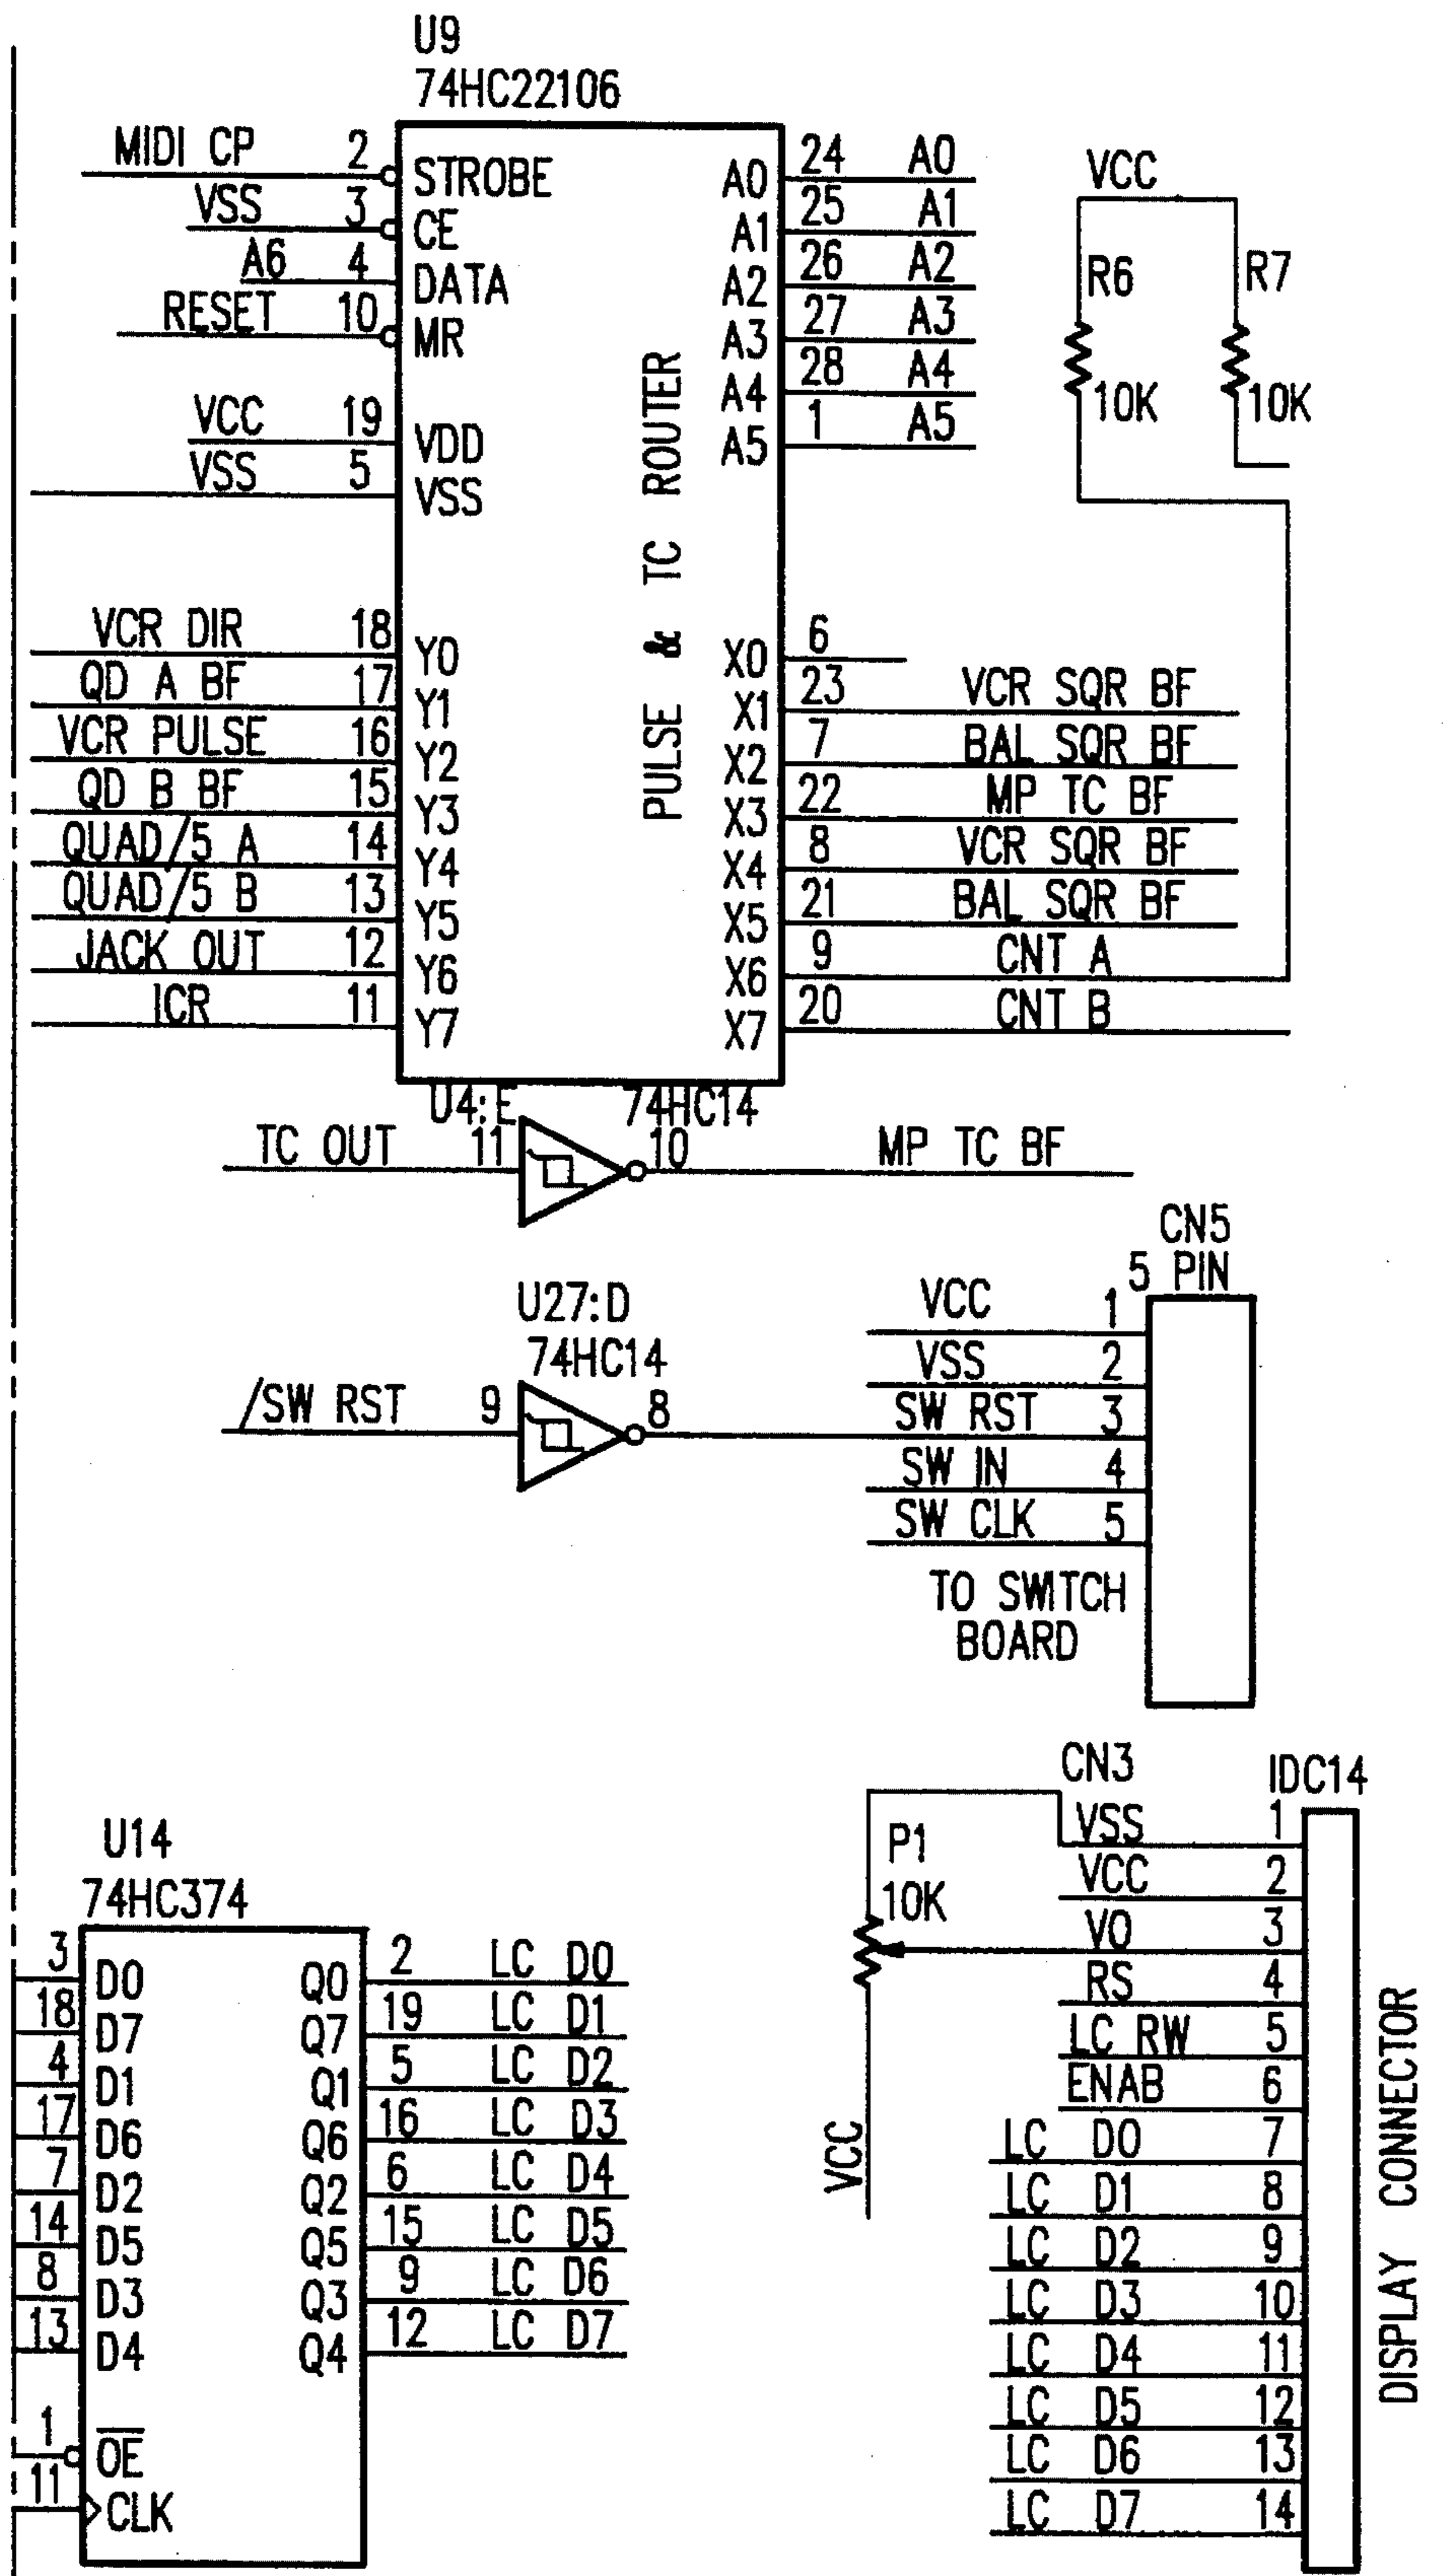 U9
74HC22106
MIDI CP 2 STROBE A0 24 A0
VSS 3 CE A1 25 A1
A6 4 DATA A2 26 A2
RESET 10 MR A3 27 A3
A4 28 A4
VCC 19 VDD A5 1 A5
VSS 5 VSS
PULSE & TC ROUTER
VCC
R6 R7
10K 10K
VCR DIR 18 Y0 X0 6
QD A BF 17 Y1 X1 23 VCR SQR BF
VCR PULSE 16 Y2 X2 7 BAL SQR BF
QD B BF 15 Y3 X3 22 MP TC BF
QUAD/5 A 14 Y4 X4 8 VCR SQR BF
QUAD/5 B 13 Y5 X5 21 BAL SQR BF
JACK OUT 12 Y6 X6 9 CNT A
ICR 11 Y7 X7 20 CNT B
U4:E 74HC14
TC OUT 11 10 MP TC BF
U27:D
74HC14
/SW RST 9 8
CN5
5 PIN
VCC 1
VSS 2
SW RST 3
SW IN 4
SW CLK 5
TO SWITCH
BOARD
U14
74HC374
3 D0 Q0 2 LC D0
18 D7 Q7 19 LC D1
4 D1 Q1 5 LC D2
17 D6 Q6 16 LC D3
7 D2 Q2 6 LC D4
14 D5 Q5 15 LC D5
8 D3 Q3 9 LC D6
13 D4 Q4 12 LC D7
1 OE
11 CLK
CN3 IDC14
P1
10K
VCC
VSS 1
VCC 2
VO 3
RS 4
LC RW 5
ENAB 6
LC D0 7
LC D1 8
LC D2 9
LC D3 10
LC D4 11
LC D5 12
LC D6 13
LC D7 14
DISPLAY CONNECTOR